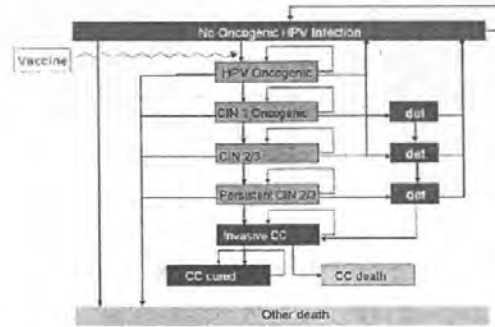 No Oncogenic HPV Infection
Vaccine
HPV Oncogenic
CIN 1 Oncogenic
det
CIN 2/3
det
Persistent CIN 2/3
det
Invasive CC
CC cured
CC death
Other death